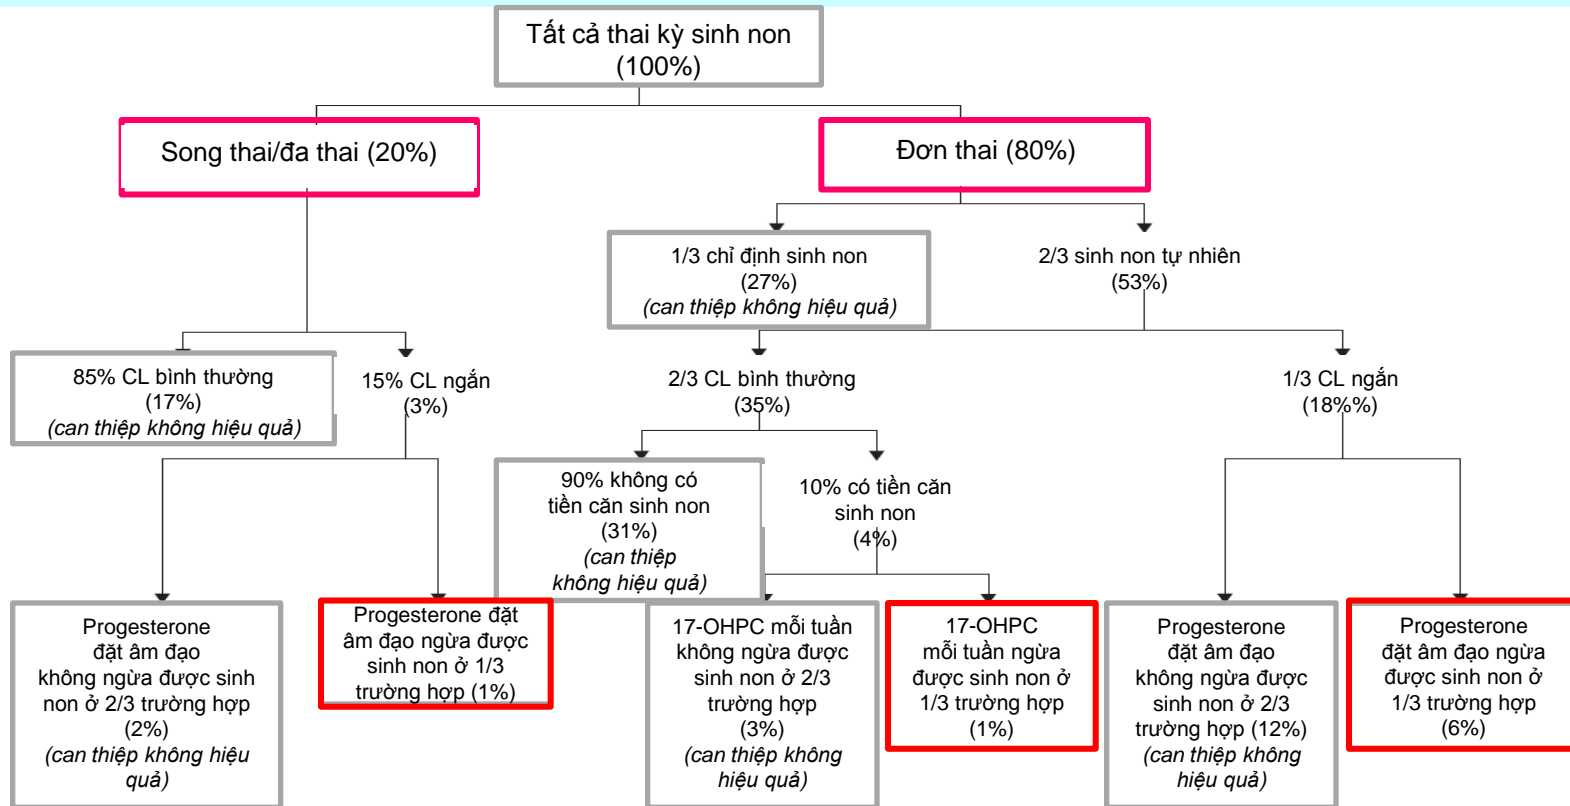 Tất cả thai kỳ sinh non
(100%)
Song thai/đa thai (20%)
Đơn thai (80%)
1/3 chỉ định sinh non
(27%)
(can thiệp không hiệu quả)
2/3 sinh non tự nhiên
(53%)
85% CL bình thường
(17%)
(can thiệp không hiệu quả)
15% CL ngắn
(3%)
2/3 CL bình thường
(35%)
1/3 CL ngắn
(18%%)
90% không có
tiền căn sinh non
(31%)
(can thiệp
không hiệu quả)
10% có tiền căn
sinh non
(4%)
Progesterone
đặt âm đạo
không ngừa được sinh
non ở 2/3 trường hợp
(2%)
(can thiệp không hiệu
quả)
Progesterone đặt
âm đạo ngừa được
sinh non ở 1/3
trường hợp (1%)
17-OHPC mỗi tuần
không ngừa được
sinh non ở 2/3
trường hợp
(3%)
(can thiệp không
hiệu quả)
17-OHPC
mỗi tuần ngừa
được sinh non ở
1/3 trường hợp
(1%)
Progesterone
đặt âm đạo
không ngừa được
sinh non ở 2/3
trường hợp (12%)
(can thiệp không
hiệu quả)
Progesterone
đặt âm đạo ngừa
được sinh non ở
1/3 trường hợp
(6%)